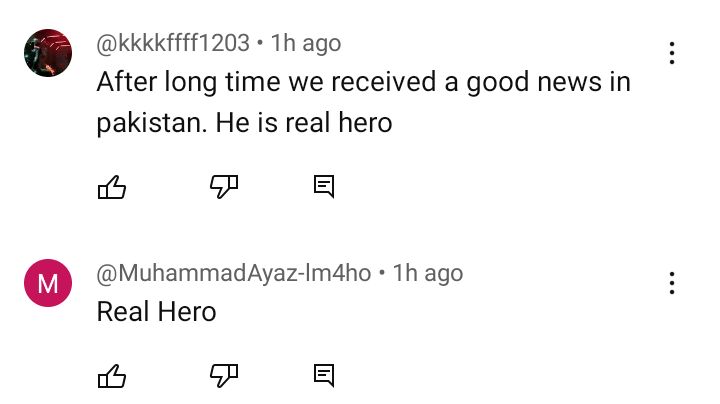 @kkkkffff1203 • 1h ago
After long time we received a good news in
pakistan. He is real hero
M
@MuhammadAyaz-lm4ho • 1h ago
Real Hero